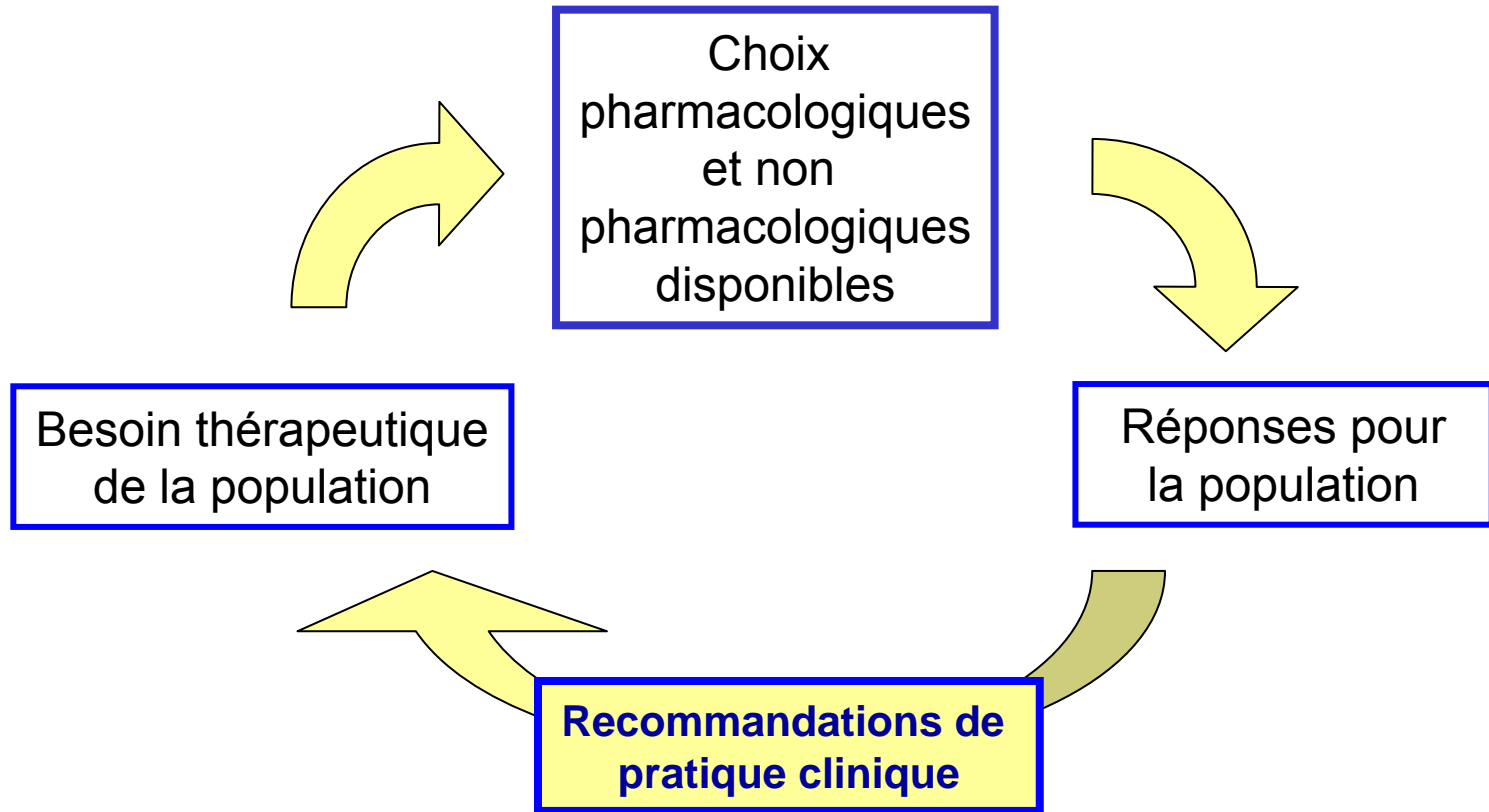 Choix
pharmacologiques
et non
pharmacologiques
disponibles
Besoin thérapeutique
de la population
Réponses pour
la population
Recommandations de
pratique clinique